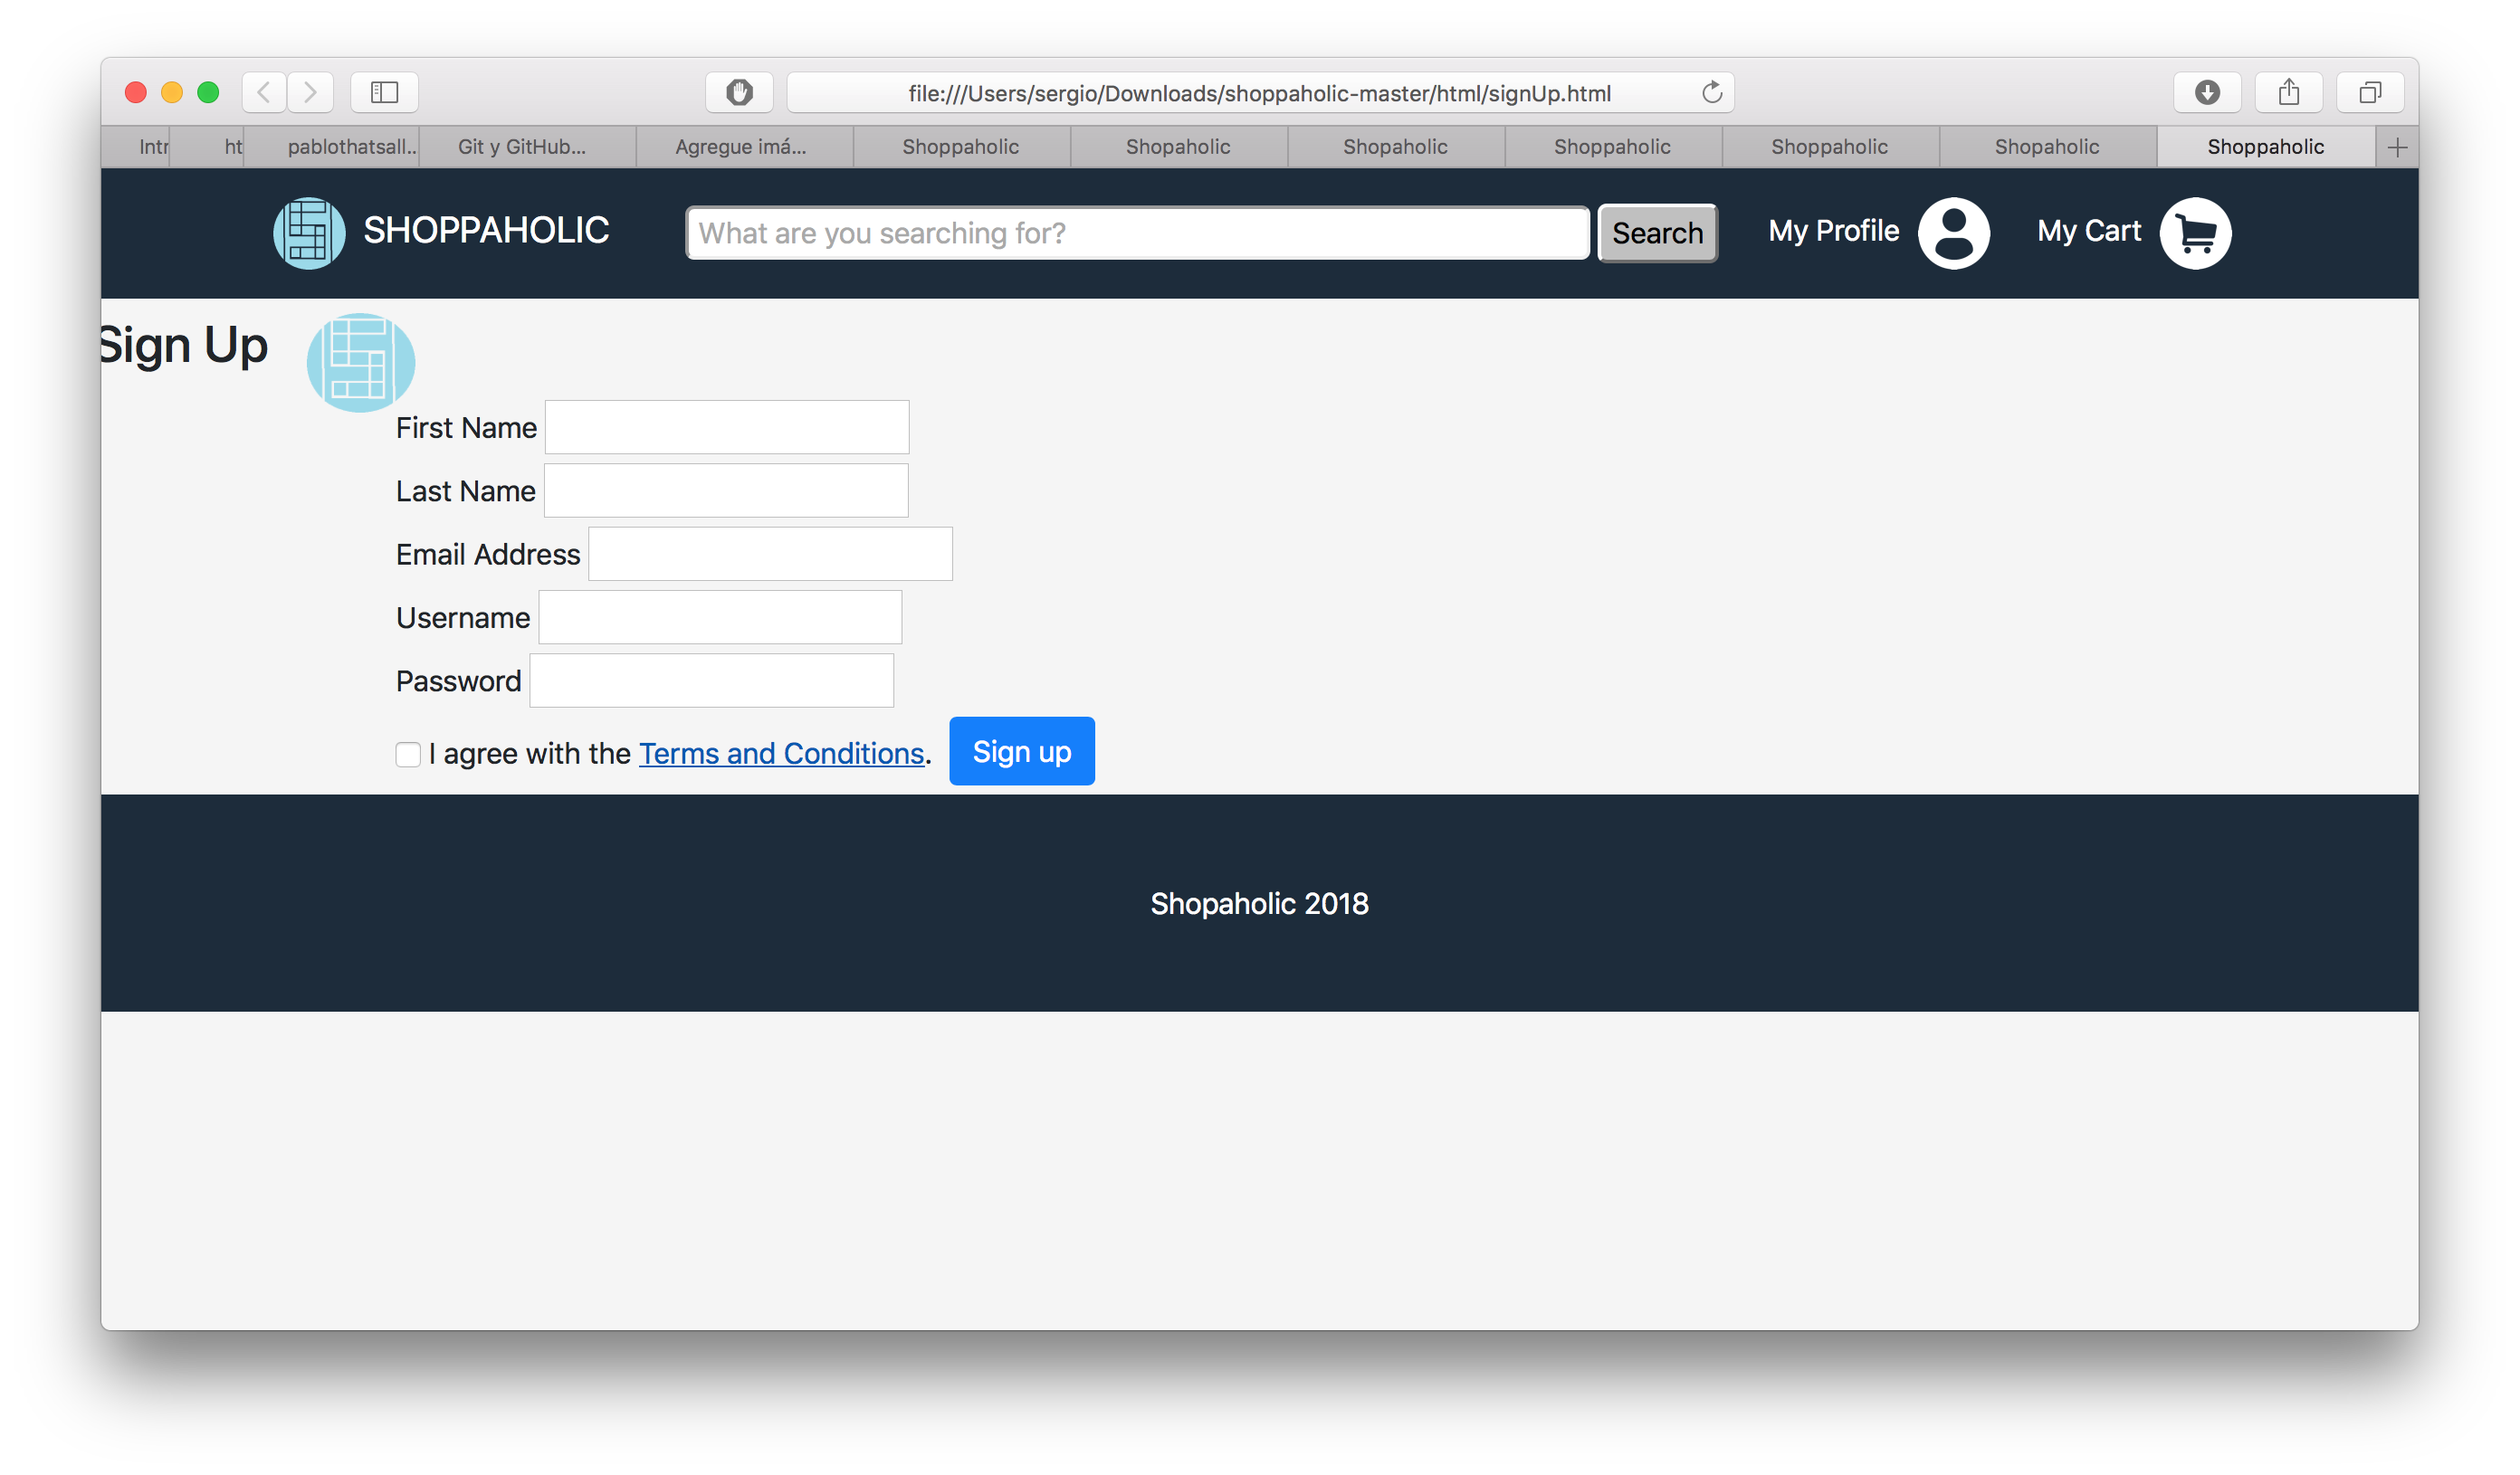 file:///Users/sergio/Downloads/shoppaholic-master/html/signUp.html
Intr ht pablothatsall... Git y GitHub... Agregue imá... Shoppaholic Shopaholic Shopaholic Shoppaholic Shoppaholic Shopaholic Shoppaholic
SHOPPAHOLIC What are you searching for? Search My Profile My Cart
Sign Up
First Name
Last Name
Email Address
Username
Password
I agree with the Terms and Conditions. Sign up
Shopaholic 2018